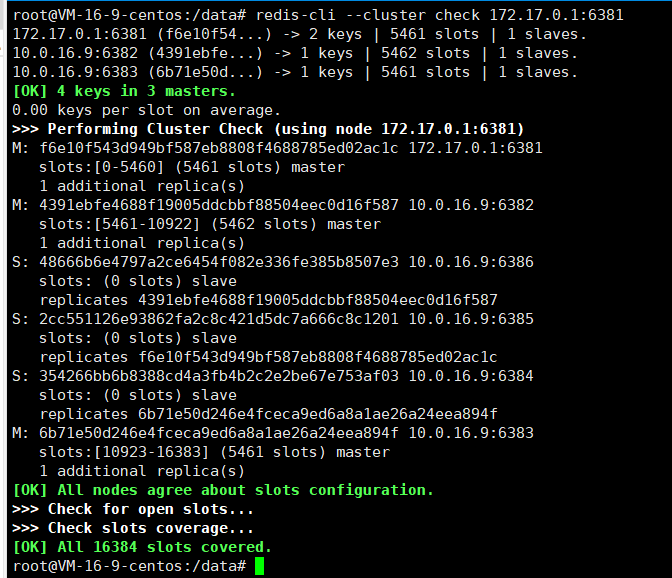 root@VM-16-9-centos:/data# redis-cli --cluster check 172.17.0.1:6381
172.17.0.1:6381 (f6e10f54...) -> 2 keys | 5461 slots | 1 slaves.
10.0.16.9:6382 (4391ebfe...) -> 1 keys | 5462 slots | 1 slaves.
10.0.16.9:6383 (6b71e50d...) -> 1 keys | 5461 slots | 1 slaves.
[OK] 4 keys in 3 masters.
0.00 keys per slot on average.
>>> Performing Cluster Check (using node 172.17.0.1:6381)
M: f6e10f543d949bf587eb8808f4688785ed02ac1c 172.17.0.1:6381
   slots:[0-5460] (5461 slots) master
   1 additional replica(s)
M: 4391ebfe4688f19005ddcbbf88504eec0d16f587 10.0.16.9:6382
   slots:[5461-10922] (5462 slots) master
   1 additional replica(s)
S: 48666b6e4797a2ce6454f082e336fe385b8507e3 10.0.16.9:6386
   slots: (0 slots) slave
   replicates 4391ebfe4688f19005ddcbbf88504eec0d16f587
S: 2cc551126e93862fa2c8c421d5dc7a666c8c1201 10.0.16.9:6385
   slots: (0 slots) slave
   replicates f6e10f543d949bf587eb8808f4688785ed02ac1c
S: 354266bb6b8388cd4a3fb4b2c2e2be67e753af03 10.0.16.9:6384
   slots: (0 slots) slave
   replicates 6b71e50d246e4fceca9ed6a8a1ae26a24eea894f
M: 6b71e50d246e4fceca9ed6a8a1ae26a24eea894f 10.0.16.9:6383
   slots:[10923-16383] (5461 slots) master
   1 additional replica(s)
[OK] All nodes agree about slots configuration.
>>> Check for open slots...
>>> Check slots coverage...
[OK] All 16384 slots covered.
root@VM-16-9-centos:/data#